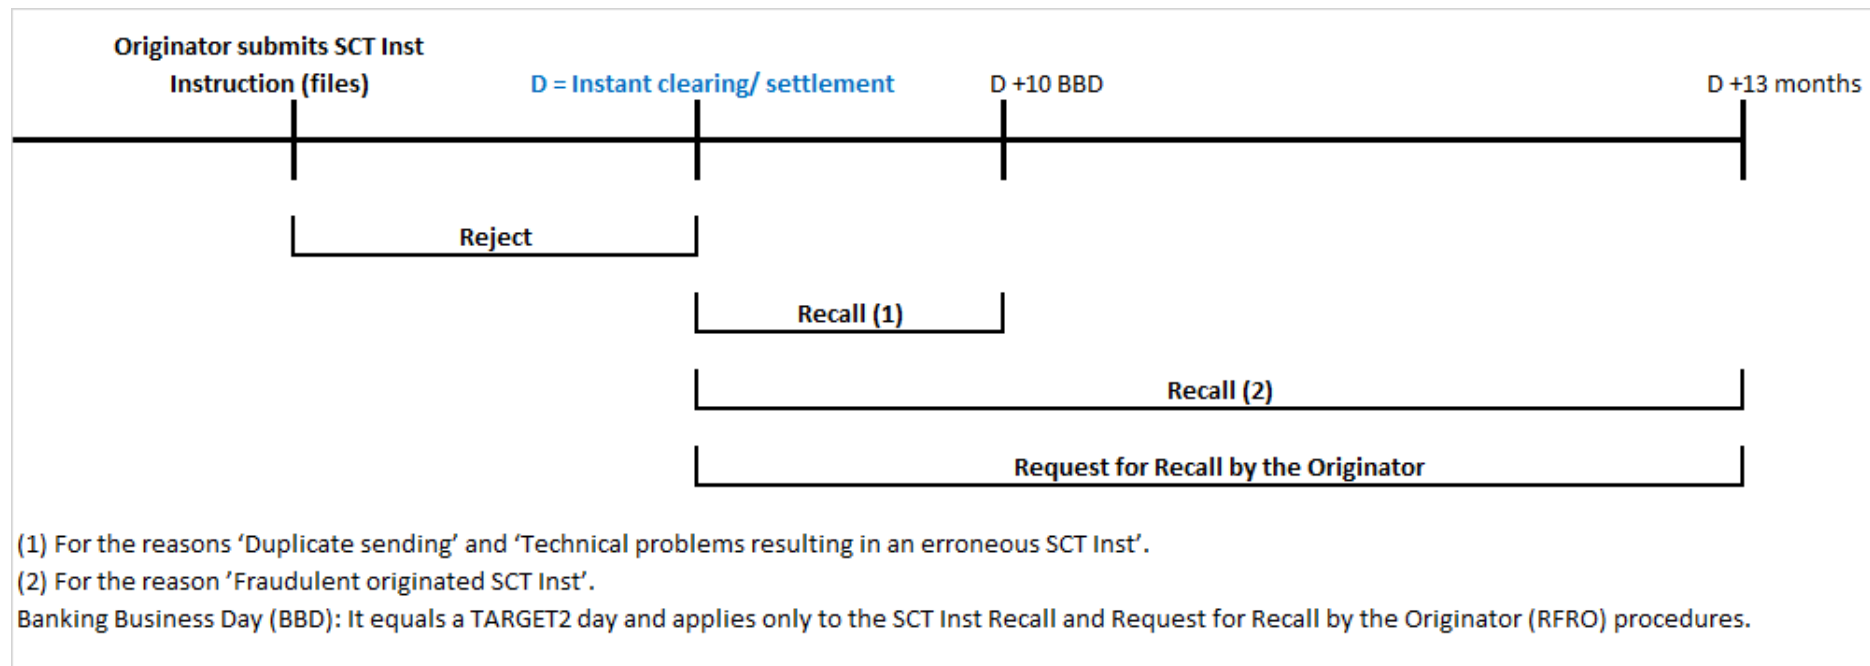 Originator submits SCT Inst
Instruction (files)
D = Instant clearing/ settlement
D +10 BBD
D +13 months
Reject
Recall (1)
Recall (2)
Request for Recall by the Originator
(1) For the reasons ‘Duplicate sending’ and ‘Technical problems resulting in an erroneous SCT Inst’.
(2) For the reason ’Fraudulent originated SCT Inst’.
Banking Business Day (BBD): It equals a TARGET2 day and applies only to the SCT Inst Recall and Request for Recall by the Originator (RFRO) procedures.